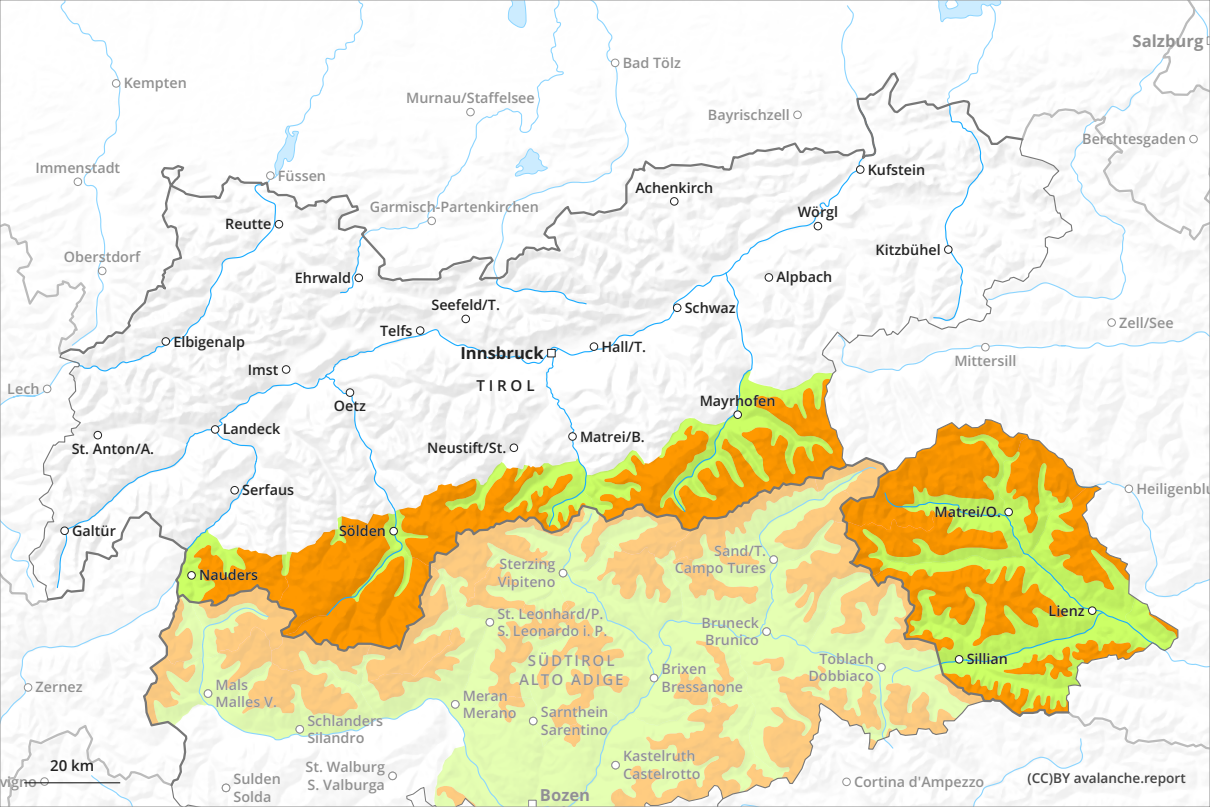 Salzburg
Bad Tölz
Kempten
Murnau/Staffelsee
Bayrischzell
Berchtesgaden
Immenstadt
Füssen
Kufstein
Achenkirch
Garmisch-Partenkirchen
Wörgl
Reutte
Kitzbühel
Oberstdorf
Ehrwald
Alpbach
Seefeld/T.
Schwaz
Zell/See
Telfs
Elbigenalp
Innsbruck
Hall/T.
Mittersill
Imst
TIROL
Lech
Mayrhofen
Oetz
Landeck
Matrei/B.
St. Anton/A.
Neustift/St.
Serfaus
Heiligenblu
Matrei/O.
Galtür
Sölden
Sand/T.
Campo Tures
Sterzing
Vipiteno
Nauders
Lienz
St. Leonhard/P.
S. Leonardo i. P.
Bruneck
Brunico
SÜDTIROL
ALTO ADIGE
Toblach
Dobbiaco
Sillian
Brixen
Bressanone
Zernez
Mals
Malles V.
Meran
Merano
Sarnthein
Sarentino
Schlanders
Silandro
Kastelruth
Castelrotto
20 km
St. Walburg
S. Valburga
vigno
Sulden
Solda
Cortina d'Ampezzo
(CC)BY avalanche.report
Bozen